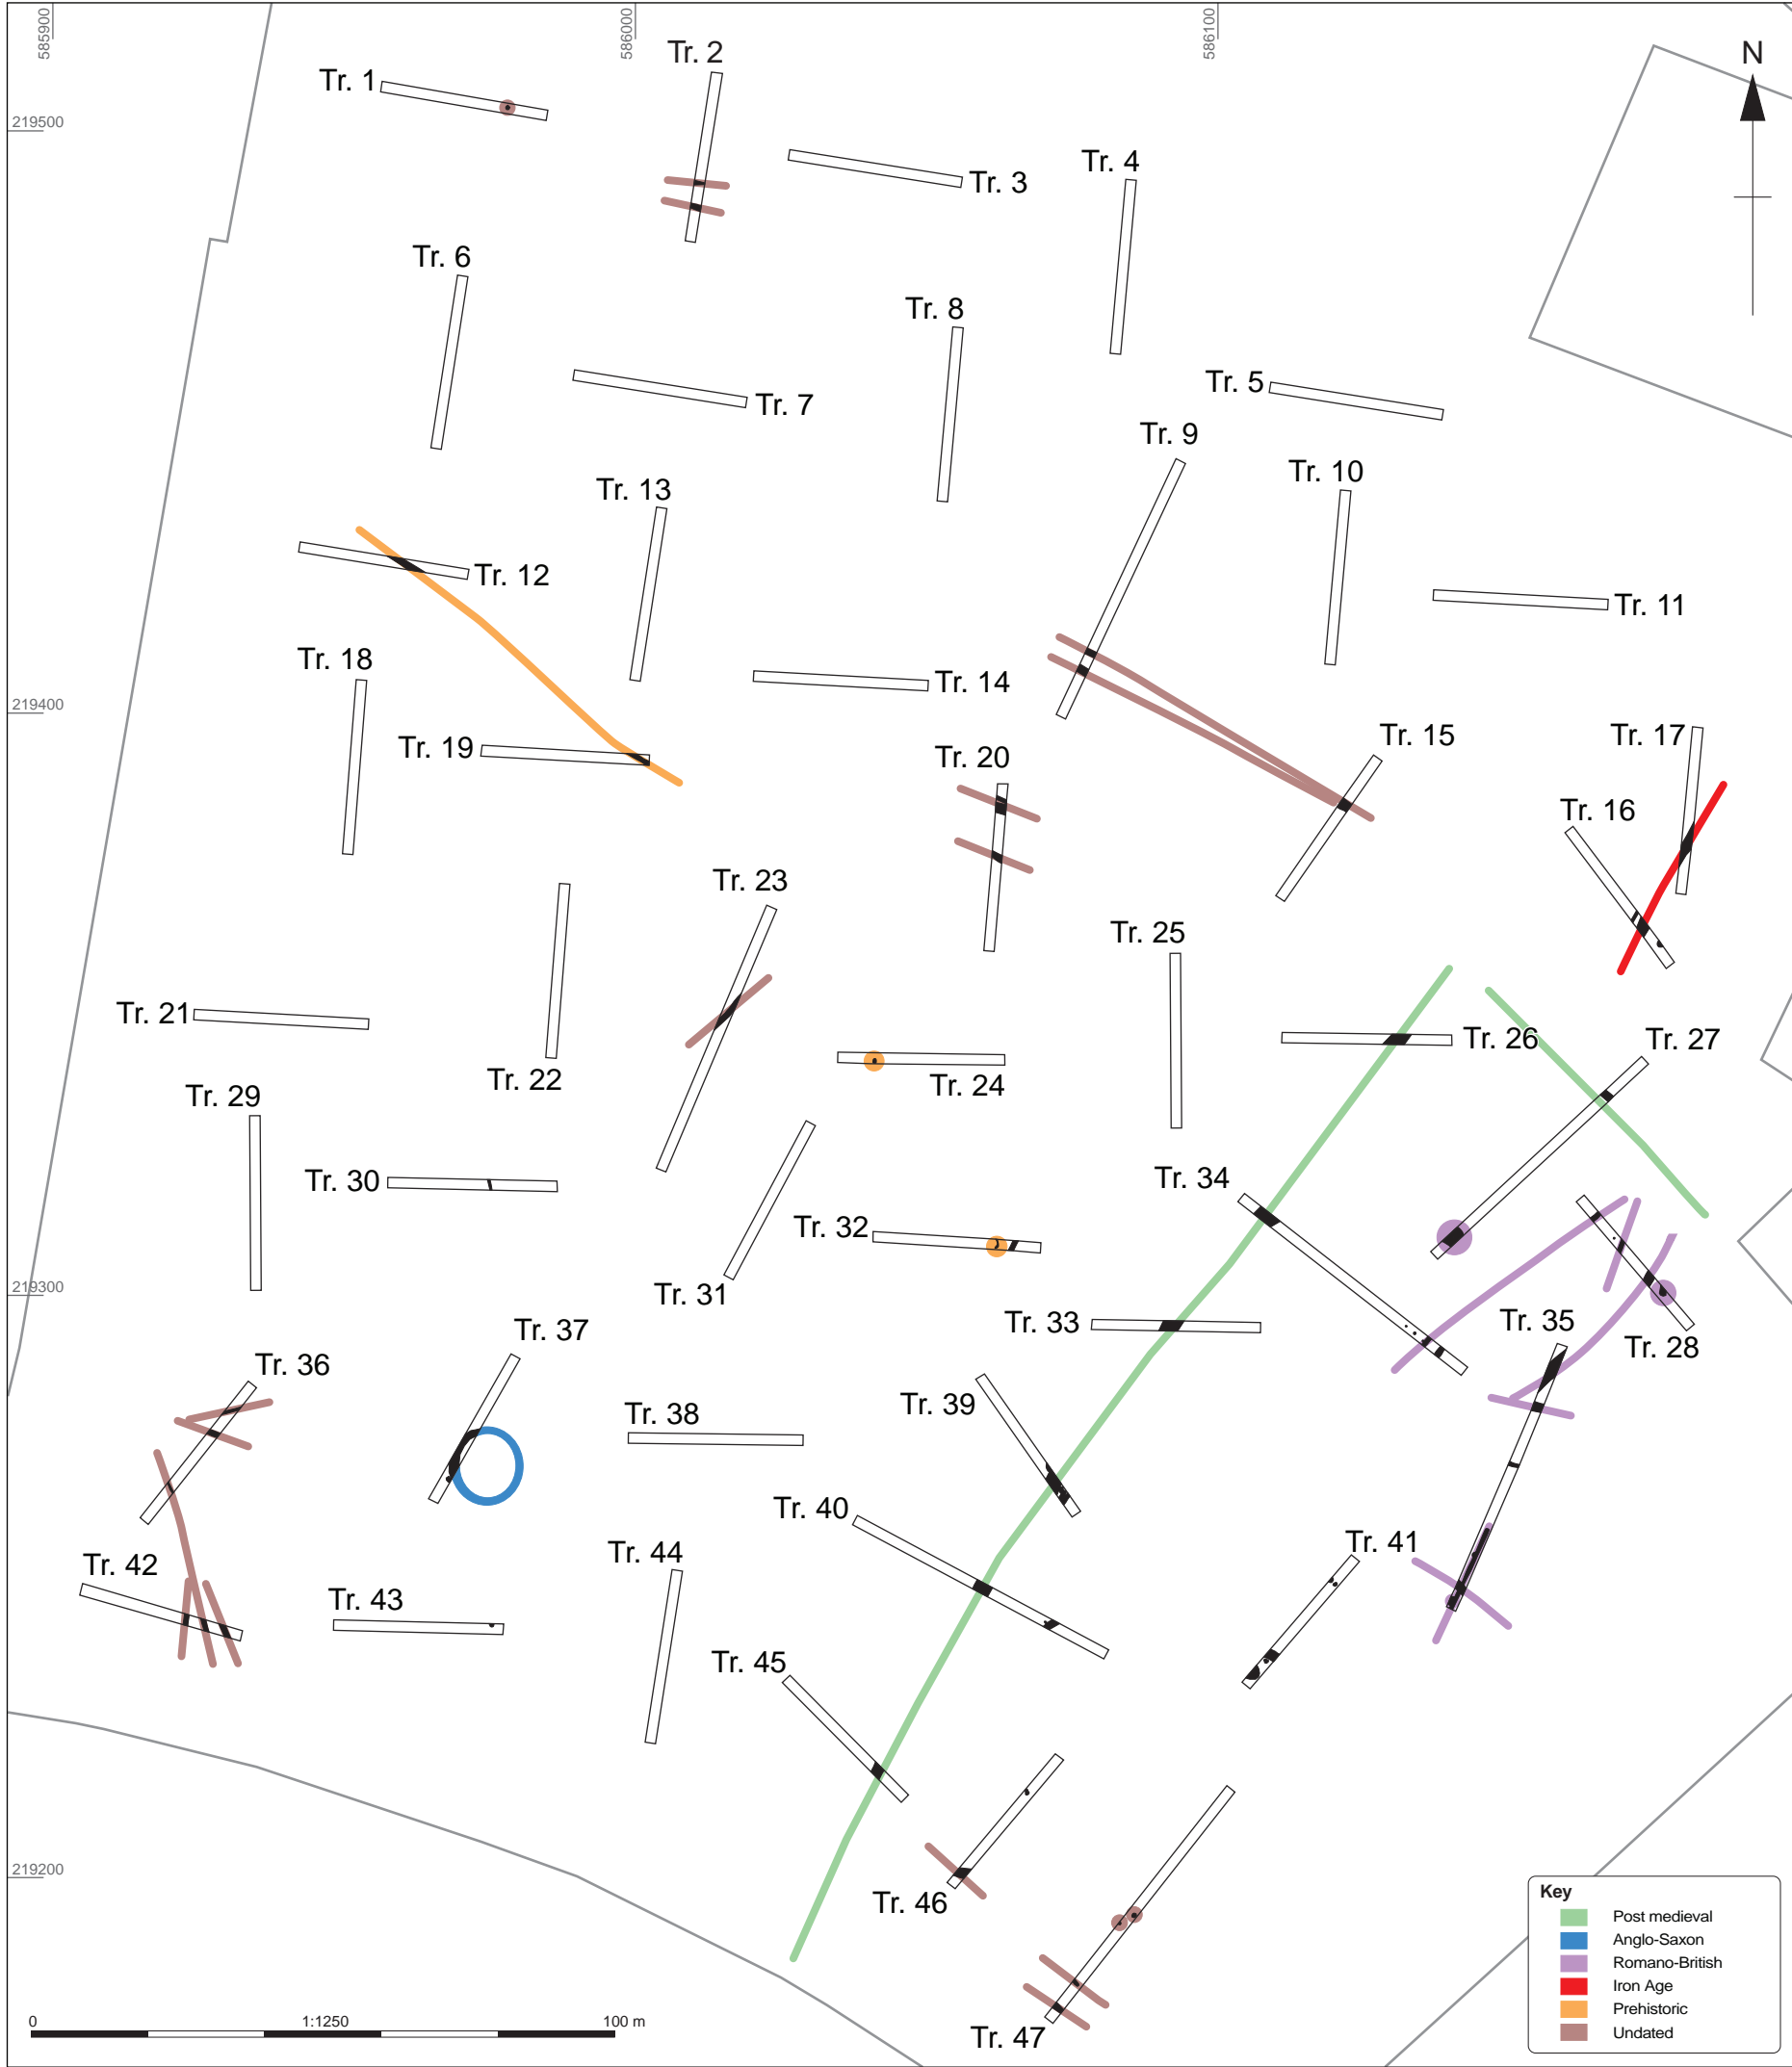 585900
586000
586100
N
219500
219400
219300
219200
Tr. 1
Tr. 2
Tr. 3
Tr. 4
Tr. 6
Tr. 8
Tr. 7
Tr. 5
Tr. 9
Tr. 10
Tr. 13
Tr. 12
Tr. 11
Tr. 18
Tr. 14
Tr. 19
Tr. 20
Tr. 15
Tr. 17
Tr. 16
Tr. 23
Tr. 25
Tr. 21
Tr. 22
Tr. 24
Tr. 26
Tr. 27
Tr. 29
Tr. 30
Tr. 34
Tr. 32
Tr. 31
Tr. 33
Tr. 35
Tr. 28
Tr. 37
Tr. 36
Tr. 39
Tr. 38
Tr. 40
Tr. 41
Tr. 44
Tr. 42
Tr. 43
Tr. 45
Tr. 46
Tr. 47
Key
Post medieval
Anglo-Saxon
Romano-British
Iron Age
Prehistoric
Undated
0 1:1250 100 m